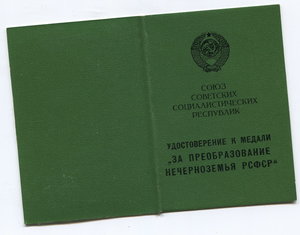 СОЮЗ
СОВЕТСКИХ
СОЦИАЛИСТИЧЕСКИХ
РЕСПУБЛИК
УДОСТОВЕРЕНИЕ К МЕДАЛИ
„ЗА ПРЕОБРАЗОВАНИЕ
НЕЧЕРНОЗЕМЬЯ РСФСР“